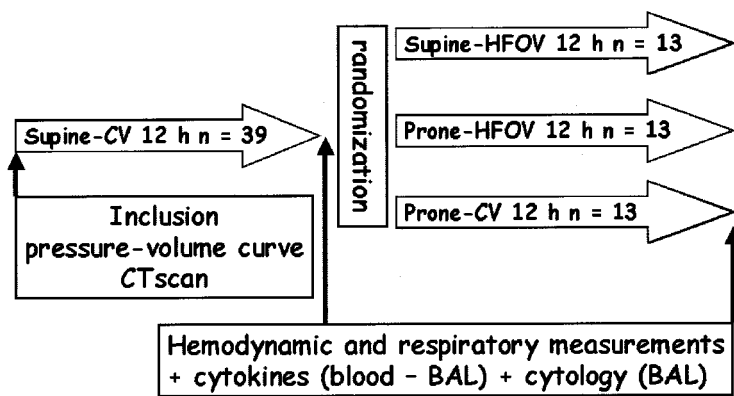 Supine-CV 12 h n = 39
Inclusion
pressure-volume curve
CTscan
randomization
Supine-HFOV 12 h n = 13
Prone-HFOV 12 h n = 13
Prone-CV 12 h n = 13
Hemodynamic and respiratory measurements
+ cytokines (blood - BAL) + cytology (BAL)